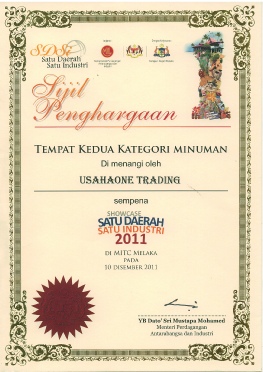 SDSi
Satu Daerah
Satu Industri
Sijil
Penghargaan
TEMPAT KEDUA KATEGORI MINUMAN
Di menangi oleh
USAHAONE TRADING
sempena
SHOWCASE
SATU DAERAH
SATU INDUSTRI
2011
DI MITC MELAKA
PADA
10 DISEMBER 2011
YB Dato' Sri Mustapa Mohamed
Menteri Perdagangan
Antarabangsa dan Industri